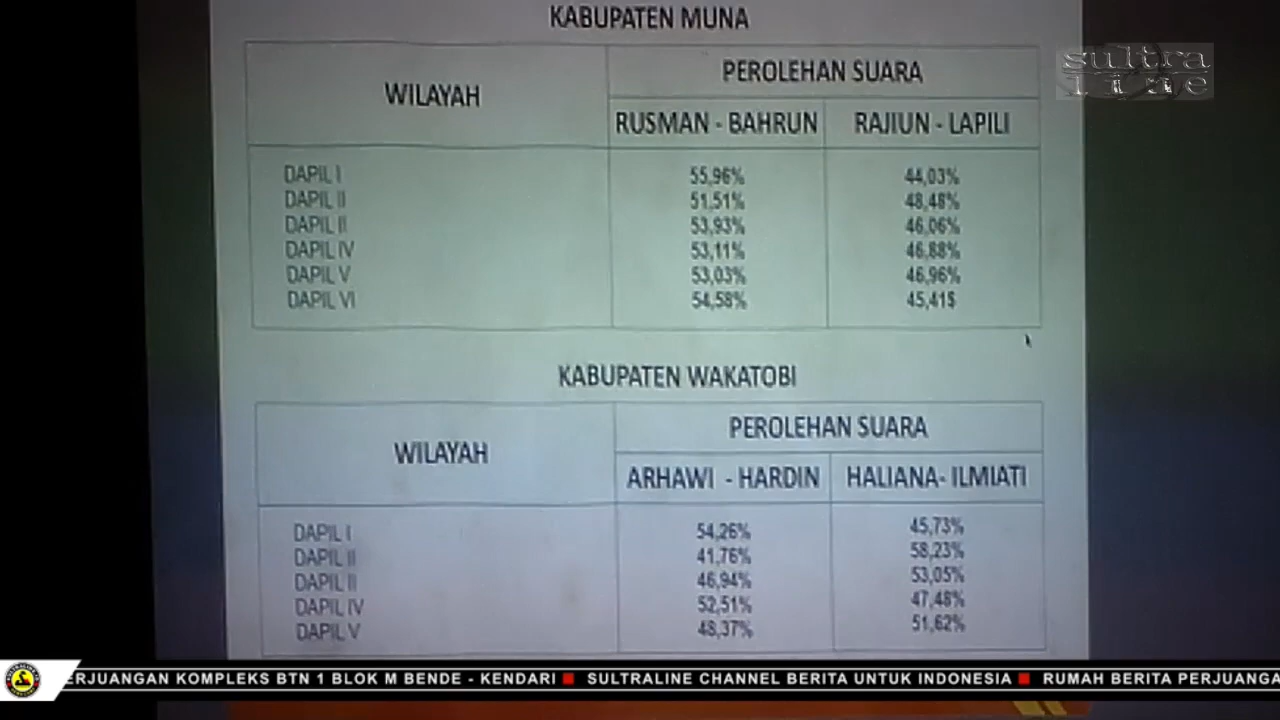 KABUPATEN MUNA
sultra
line
WILAYAH
PEROLEHAN SUARA
RUSMAN - BAHRUN RAJIUN - LAPILI
DAPIL I 55,96% 44,03%
DAPIL II 51,51% 48,48%
DAPIL II 53,93% 46,06%
DAPIL IV 53,11% 46,88%
DAPIL V 53,03% 46,96%
DAPIL VI 54,58% 45,41$
KABUPATEN WAKATOBI
WILAYAH
PEROLEHAN SUARA
ARHAWI - HARDIN HALIANA- ILMIATI
DAPIL I 54,26% 45,73%
DAPIL II 41,76% 58,23%
DAPIL II 46,94% 53,05%
DAPIL IV 52,51% 47,48%
DAPIL V 48,37% 51,62%
ERJUANGAN KOMPLEKS BTN 1 BLOK M BENDE - KENDARI SULTRALINE CHANNEL BERITA UNTUK INDONESIA RUMAH BERITA PERJUANGA